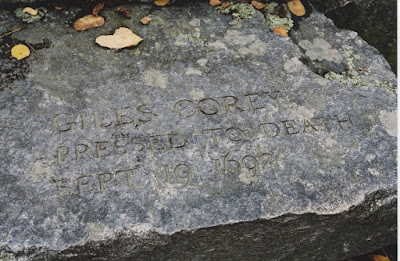 GILES COREY
PRESSED TO DEATH
SEPT. 19, 1692